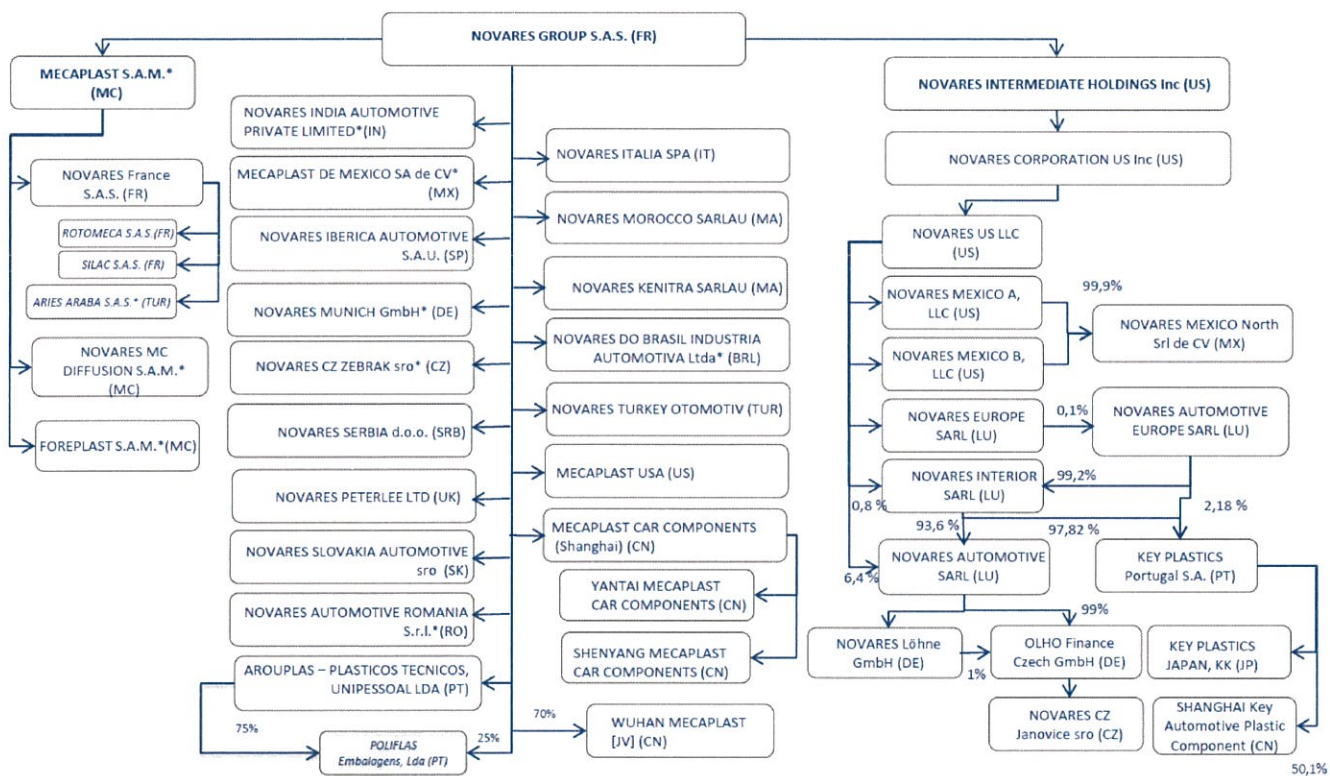 NOVARES GROUP S.A.S. (FR)
MECAPLAST S.A.M.*
(MC)
NOVARES France
S.A.S. (FR)
ROTOMECA S.A.S.(FR)
SILAC S.A.S. (FR)
ARIES ARABA S.A.S.* (TUR)
NOVARES MC
DIFFUSION S.A.M.*
(MC)
FOREPLAST S.A.M.*(MC)
NOVARES INDIA AUTOMOTIVE
PRIVATE LIMITED*(IN)
MECAPLAST DE MEXICO SA de CV*
(MX)
NOVARES IBERICA AUTOMOTIVE
S.A.U. (SP)
NOVARES MUNICH GmbH* (DE)
NOVARES CZ ZEBRAK sro* (CZ)
NOVARES SERBIA d.o.o. (SRB)
NOVARES PETERLEE LTD (UK)
NOVARES SLOVAKIA AUTOMOTIVE
sro (SK)
NOVARES AUTOMOTIVE ROMANIA
S.r.l.*(RO)
AROUPLAS – PLASTICOS TECNICOS,
UNIPESSOAL LDA (PT)
75%
POLIFLAS
Embalagens, Lda (PT)
25%
NOVARES ITALIA SPA (IT)
NOVARES MOROCCO SARLAU (MA)
NOVARES KENITRA SARLAU (MA)
NOVARES DO BRASIL INDUSTRIA
AUTOMOTIVA Ltda* (BRL)
NOVARES TURKEY OTOMOTIV (TUR)
MECAPLAST USA (US)
MECAPLAST CAR COMPONENTS
(Shanghai) (CN)
YANTAI MECAPLAST
CAR COMPONENTS (CN)
SHENYANG MECAPLAST
CAR COMPONENTS (CN)
70%
WUHAN MECAPLAST
[JV] (CN)
NOVARES INTERMEDIATE HOLDINGS Inc (US)
NOVARES CORPORATION US Inc (US)
NOVARES US LLC
(US)
NOVARES MEXICO A,
LLC (US)
99,9%
NOVARES MEXICO North
Srl de CV (MX)
NOVARES MEXICO B,
LLC (US)
NOVARES EUROPE
SARL (LU)
0,1%
NOVARES AUTOMOTIVE
EUROPE SARL (LU)
NOVARES INTERIOR
SARL (LU)
99,2%
0,8 %
93,6 %
97,82 %
2,18 %
NOVARES AUTOMOTIVE
SARL (LU)
6,4 %
KEY PLASTICS
Portugal S.A. (PT)
99%
NOVARES Löhne
GmbH (DE)
1%
OLHO Finance
Czech GmbH (DE)
KEY PLASTICS
JAPAN, KK (JP)
NOVARES CZ
Janovice sro (CZ)
SHANGHAI Key
Automotive Plastic
Component (CN)
50,1%